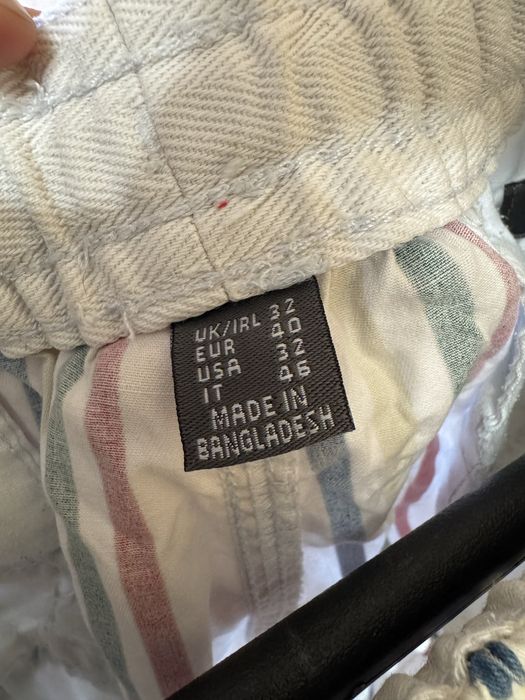 UK/IRL 32
EUR 40
USA 32
IT 46
MADE IN
BANGLADESH